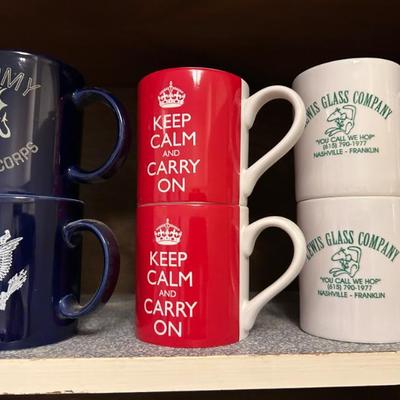 MY
CORPS
KEEP
CALM
AND
CARRY
ON
LEWIS GLASS COMPANY
"YOU CALL WE HOP"
(615) 790-1977
NASHVILLE - FRANKLIN
KEEP
CALM
AND
CARRY
ON
LEWIS GLASS COMPANY
"YOU CALL WE HOP"
(615) 790-1977
NASHVILLE - FRANKLIN